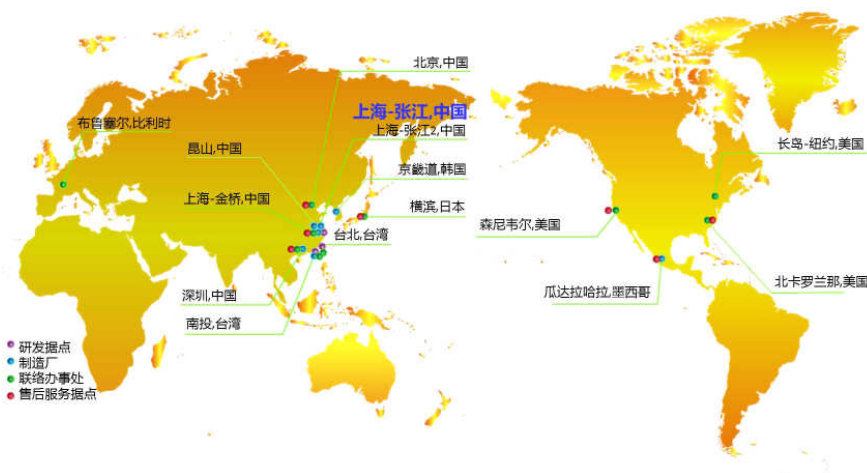 北京,中国
上海-张江,中国
布鲁塞尔,比利时
上海-张江2,中国
长岛-纽约,美国
昆山,中国
京畿道,韩国
上海-金桥,中国
横滨,日本
森尼韦尔,美国
台北,台湾
北卡罗兰那,美国
瓜达拉哈拉,墨西哥
深圳,中国
南投,台湾
研发据点
制造厂
联络办事处
售后服务据点